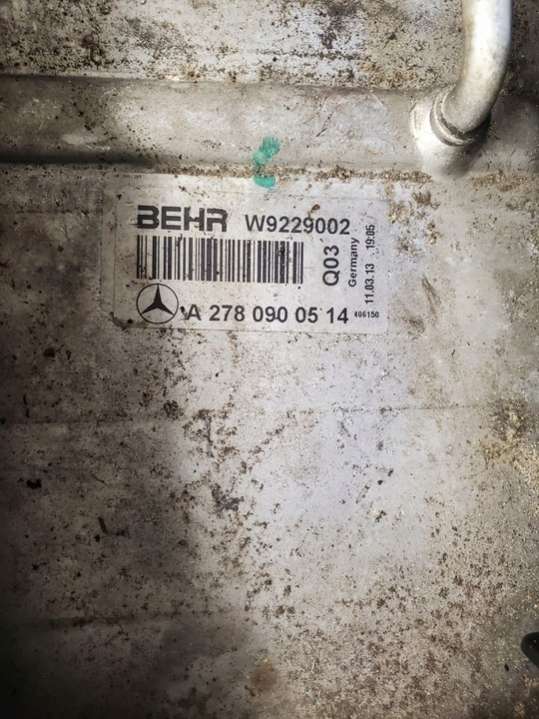 BEHR W9229002
Q03
Germany
11.03.13 19:05
A 278 090 05 14
406150